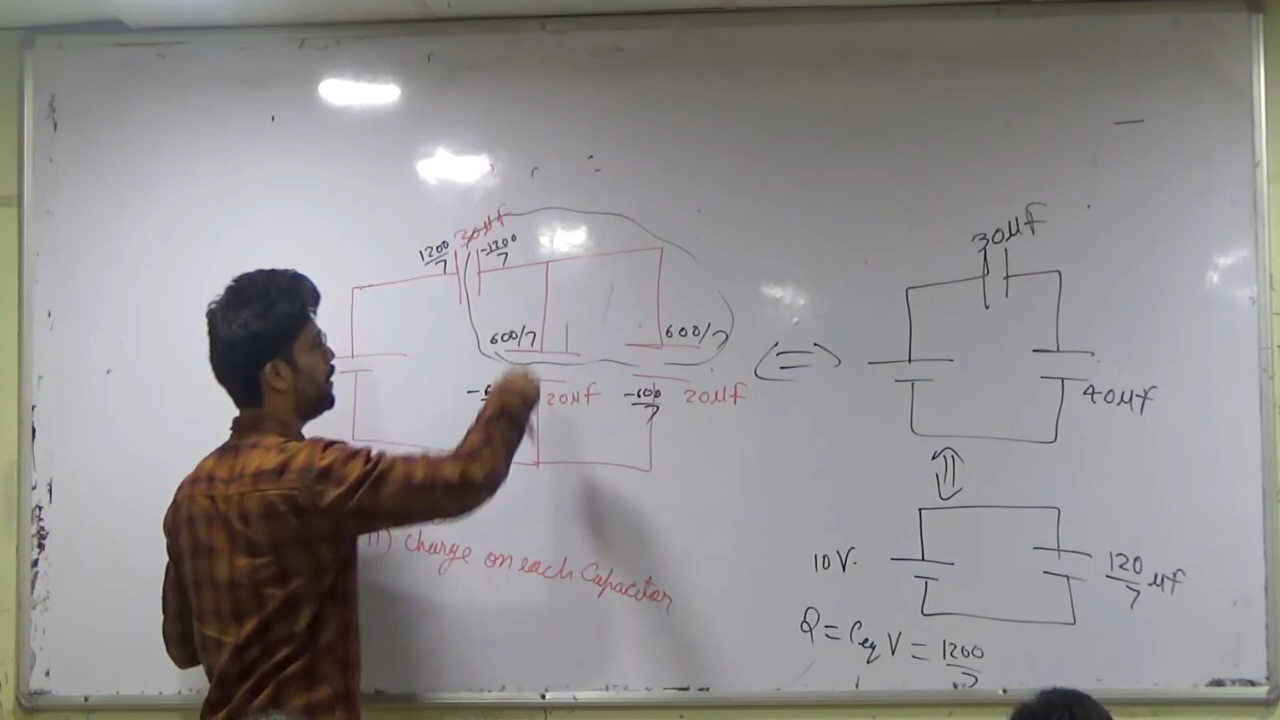 30μf
1200/7
-1200/7
600/7
600/7
20μf
-600/7
20μf
II) Charge on each Capacitor
(=)
30μf
40μf
10V.
120/7 μf
Q = Ceq V = 1200/7